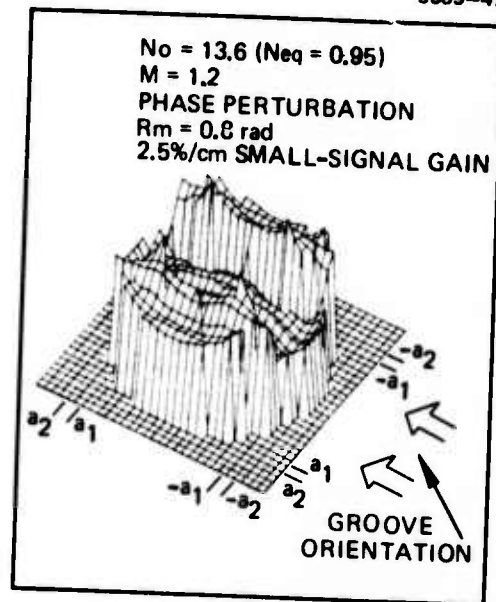 No = 13.6 (Neq = 0.95)
M = 1.2
PHASE PERTURBATION
Rm = 0.8 rad
2.5%/cm SMALL-SIGNAL GAIN
-a2
-a1
a2 a1
-a1 -a2
a1
a2
GROOVE
ORIENTATION